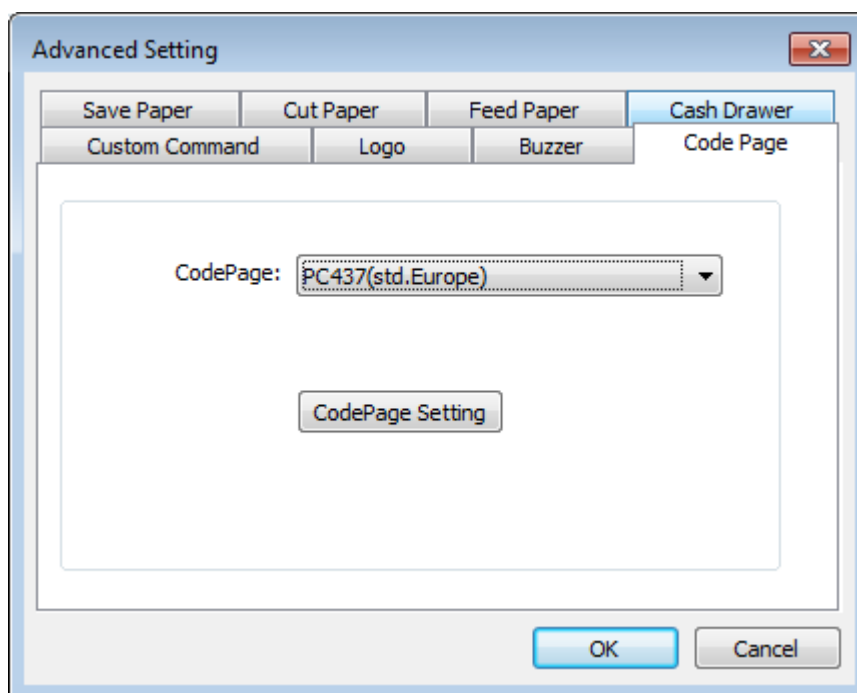 Advanced Setting
Save Paper Cut Paper Feed Paper Cash Drawer
Custom Command Logo Buzzer Code Page
CodePage: PC437(std.Europe)
CodePage Setting
OK Cancel